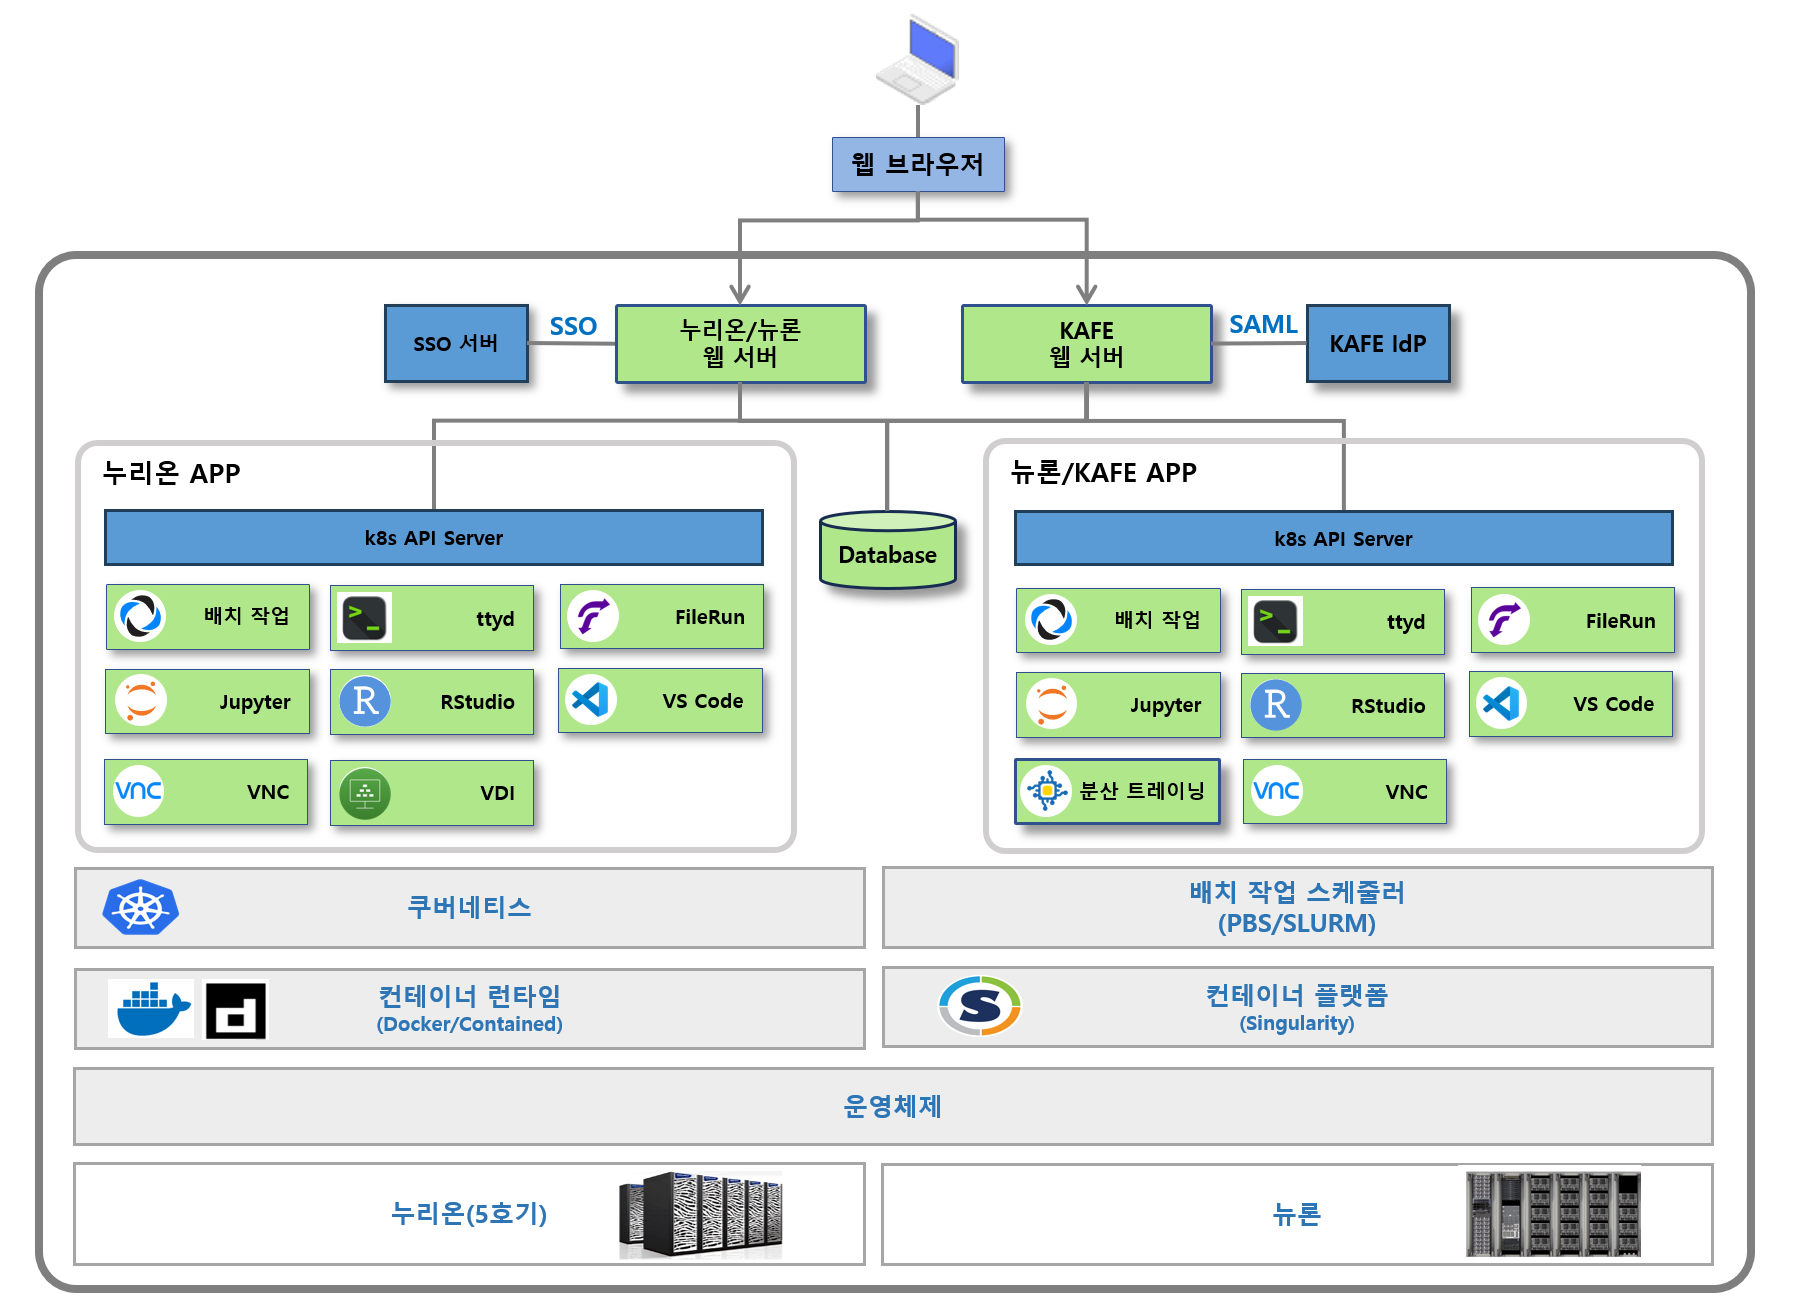 웹 브라우저
SSO 서버
SSO
누리온/뉴론
웹 서버
KAFE
웹 서버
SAML
KAFE IdP
누리온 APP
k8s API Server
배치 작업
ttyd
FileRun
Jupyter
RStudio
VS Code
VNC
VDI
Database
뉴론/KAFE APP
k8s API Server
배치 작업
ttyd
FileRun
Jupyter
RStudio
VS Code
분산 트레이닝
VNC
쿠버네티스
배치 작업 스케줄러
(PBS/SLURM)
컨테이너 런타임
(Docker/Contained)
컨테이너 플랫폼
(Singularity)
운영체제
누리온(5호기)
뉴론